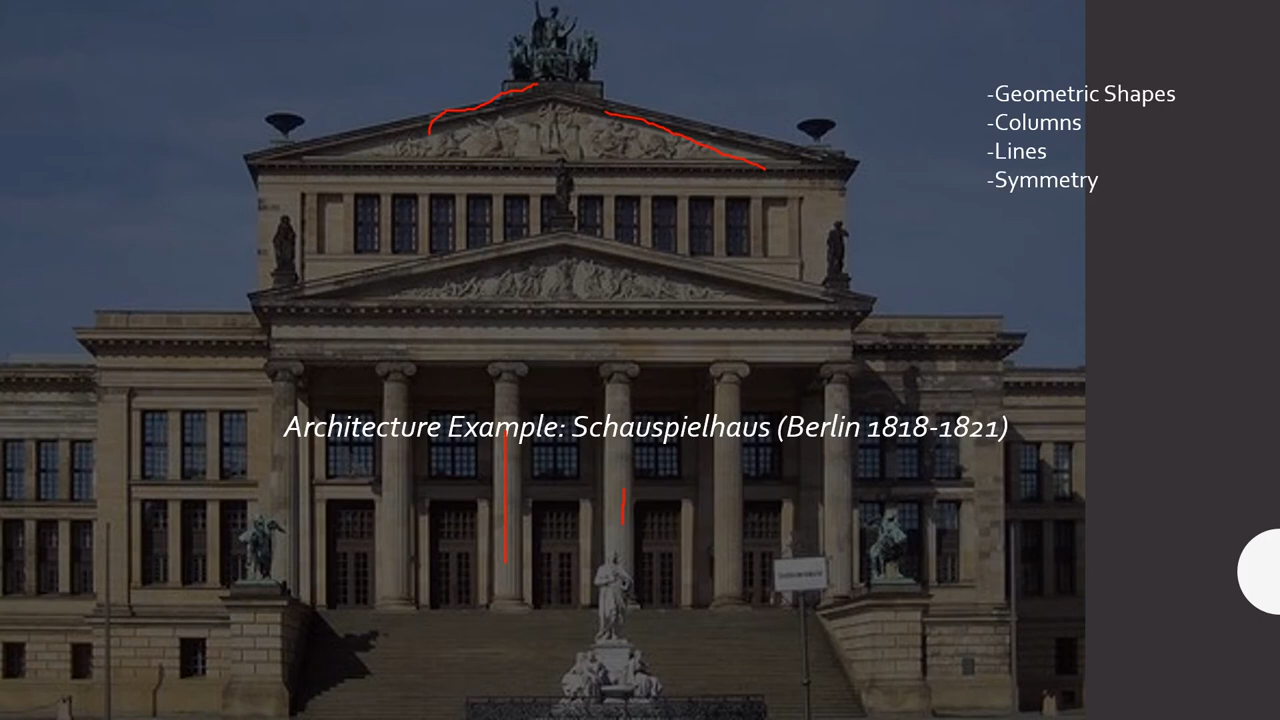 -Geometric Shapes
-Columns
-Lines
-Symmetry
Architecture Example: Schauspielhaus (Berlin 1818-1821)